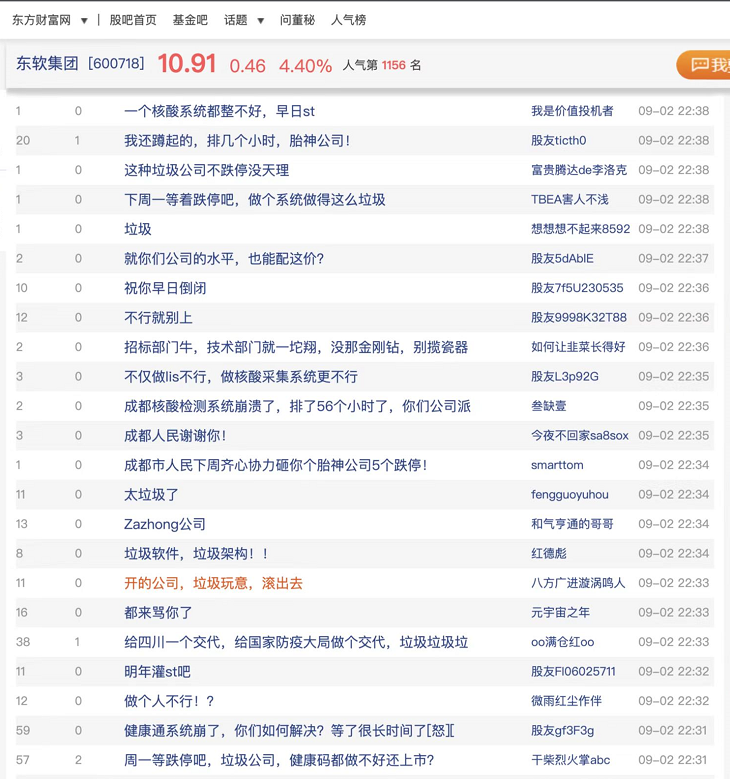 东方财富网 ▼ | 股吧首页 基金吧 话题 ▼ 问董秘 人气榜
东软集团 [600718] 10.91 0.46 4.40% 人气第 1156 名
1 0 一个核酸系统都整不好，早日st 我是价值投机者 09-02 22:38
20 1 我还蹲起的，排几个小时，胎神公司！ 股友ticth0 09-02 22:38
1 0 这种垃圾公司不跌停没天理 富贵腾达de李洛克 09-02 22:38
1 0 下周一等着跌停吧，做个系统做得这么垃圾 TBEA害人不浅 09-02 22:38
1 0 垃圾 想想想不起来8592 09-02 22:38
2 0 就你们公司的水平，也能配这价？ 股友5dAblE 09-02 22:37
10 0 祝你早日倒闭 股友7f5U230535 09-02 22:36
12 0 不行就别上 股友9998K32T88 09-02 22:36
2 0 招标部门牛，技术部门就一坨翔，没那金刚钻，别揽瓷器 如何让韭菜长得好 09-02 22:36
3 0 不仅做lis不行，做核酸采集系统更不行 股友L3p92G 09-02 22:35
2 0 成都核酸检测系统崩溃了，排了56个小时了，你们公司派 叁缺壹 09-02 22:35
3 0 成都人民谢谢你！ 今夜不回家sa8sox 09-02 22:35
1 0 成都市人民下周齐心协力砸你个胎神公司5个跌停！ smarttom 09-02 22:34
11 0 太垃圾了 fengguoyuhou 09-02 22:34
13 0 Zazhong公司 和气亨通的哥哥 09-02 22:34
8 0 垃圾软件，垃圾架构！！ 红德彪 09-02 22:34
11 0 开的公司，垃圾玩意，滚出去 八方广进漩涡鸣人 09-02 22:33
16 0 都来骂你了 元宇宙之年 09-02 22:33
38 1 给四川一个交代，给国家防疫大局做个交代，垃圾垃圾垃 oo满仓红oo 09-02 22:33
11 0 明年灌st吧 股友Fl06025711 09-02 22:32
12 0 做个人不行！？ 微雨红尘作伴 09-02 22:32
59 0 健康通系统崩了，你们如何解决？等了很长时间了[怒][ 股友gf3F3g 09-02 22:31
57 2 周一等跌停吧，垃圾公司，健康码都做不好还上市？ 干柴烈火掌abc 09-02 22:31